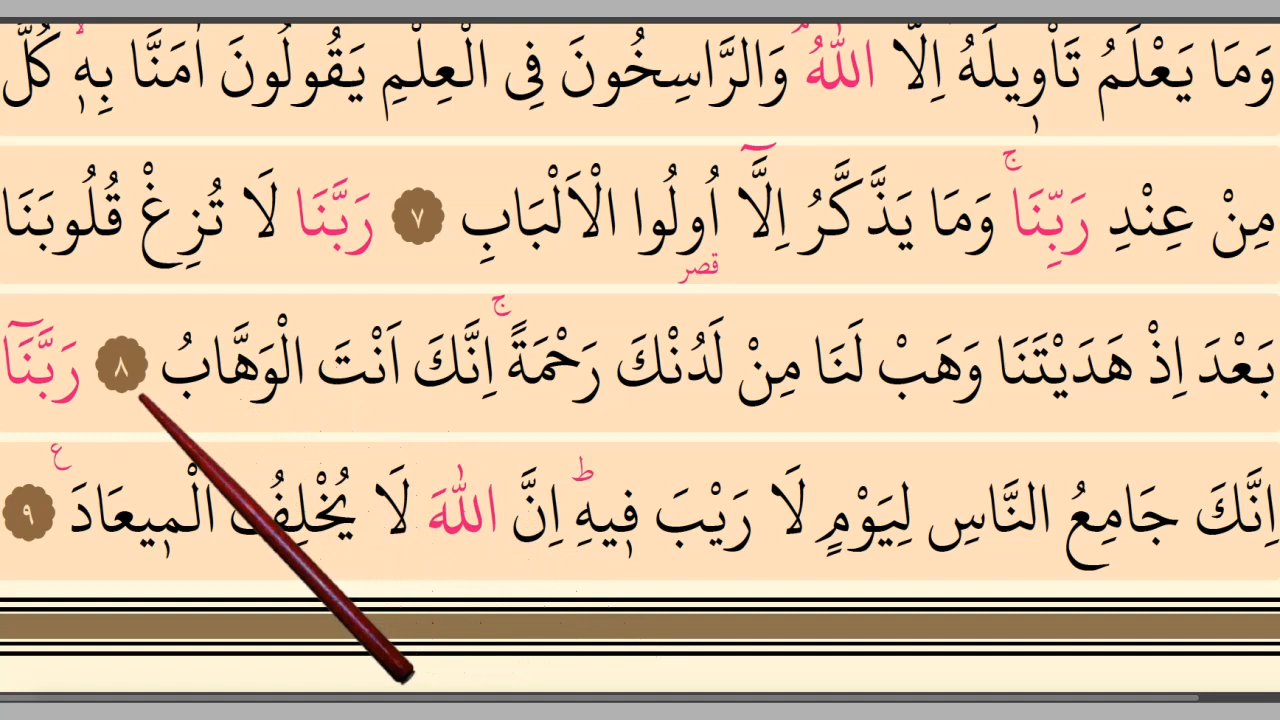 وَمَا يَعْلَمُ تَاْوٖيلَهُٓ اِلَّا اللّٰهُۢ وَالرَّاسِخُونَ فِي الْعِلْمِ يَقُولُونَ اٰمَنَّا بِهٖۙ كُلٌّ
مِنْ عِنْدِ رَبِّنَاۚ وَمَا يَذَّكَّرُ اِلَّٓا اُولُوا الْاَلْبَابِ ٧ رَبَّنَا لَا تُزِغْ قُلُوبَنَا
قصر
بَعْدَ اِذْ هَدَيْتَنَا وَهَبْ لَنَا مِنْ لَدُنْكَ رَحْمَةًۚ اِنَّكَ اَنْتَ الْوَهَّابُ ٨ رَبَّنَٓا
اِنَّكَ جَامِعُ النَّاسِ لِيَوْمٍ لَا رَيْبَ فٖيهِؕ اِنَّ اللّٰهَ لَا يُخْلِفُ الْمٖيعَادَ ع ٩